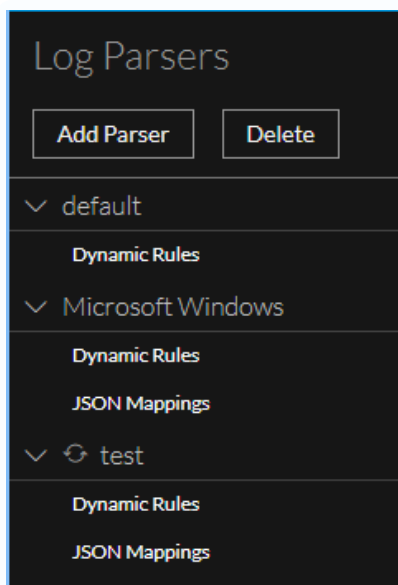 Log Parsers
Add Parser Delete
default
Dynamic Rules
Microsoft Windows
Dynamic Rules
JSON Mappings
test
Dynamic Rules
JSON Mappings